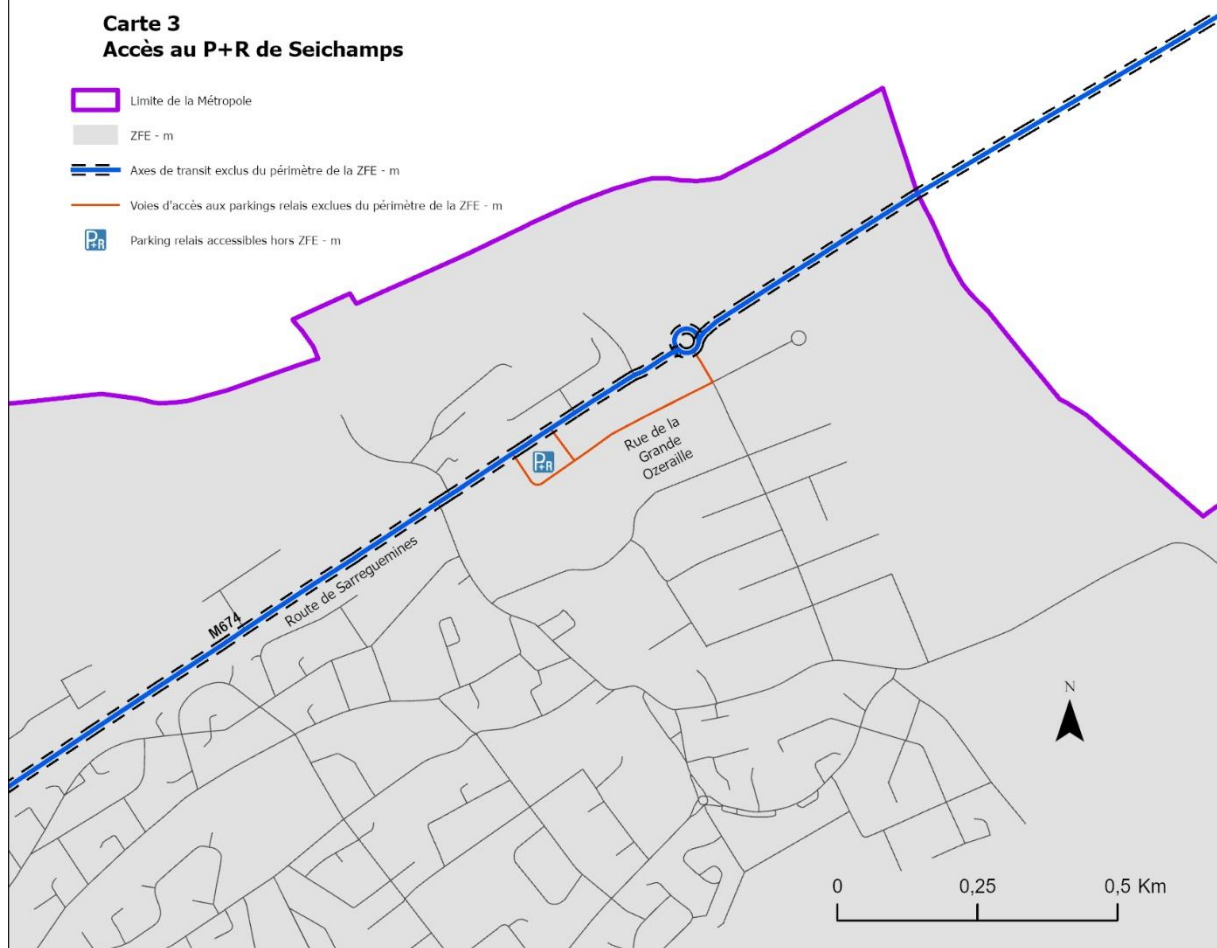 Carte 3
Accès au P+R de Seichamps
Limite de la Métropole
ZFE - m
Axes de transit exclus du périmètre de la ZFE - m
Voies d'accès aux parkings relais exclues du périmètre de la ZFE - m
P+R
Parking relais accessibles hors ZFE - m
Rue de la
Grande
Ozeraille
P+R
Route de Sarreguemines
M674
N
0 0,25 0,5 Km